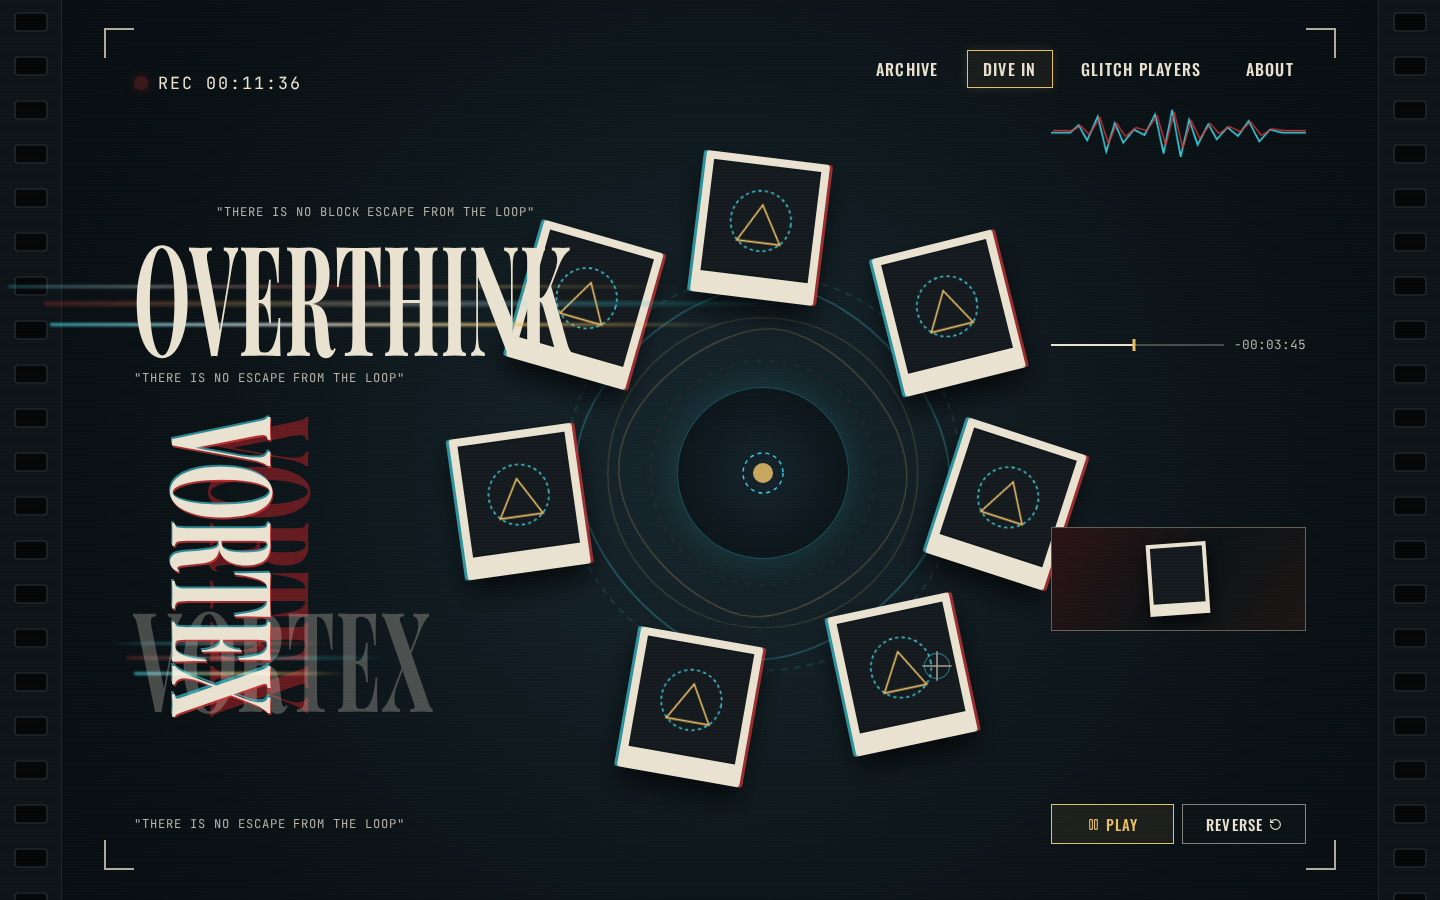 REC 00:11:36
ARCHIVE
DIVE IN
GLITCH PLAYERS
ABOUT
"THERE IS NO BLOCK ESCAPE FROM THE LOOP"
OVERTHINK
-00:03:45
"THERE IS NO ESCAPE FROM THE LOOP"
VORTEX
VORTEX
VORTEX
"THERE IS NO ESCAPE FROM THE LOOP"
PLAY
REVERSE